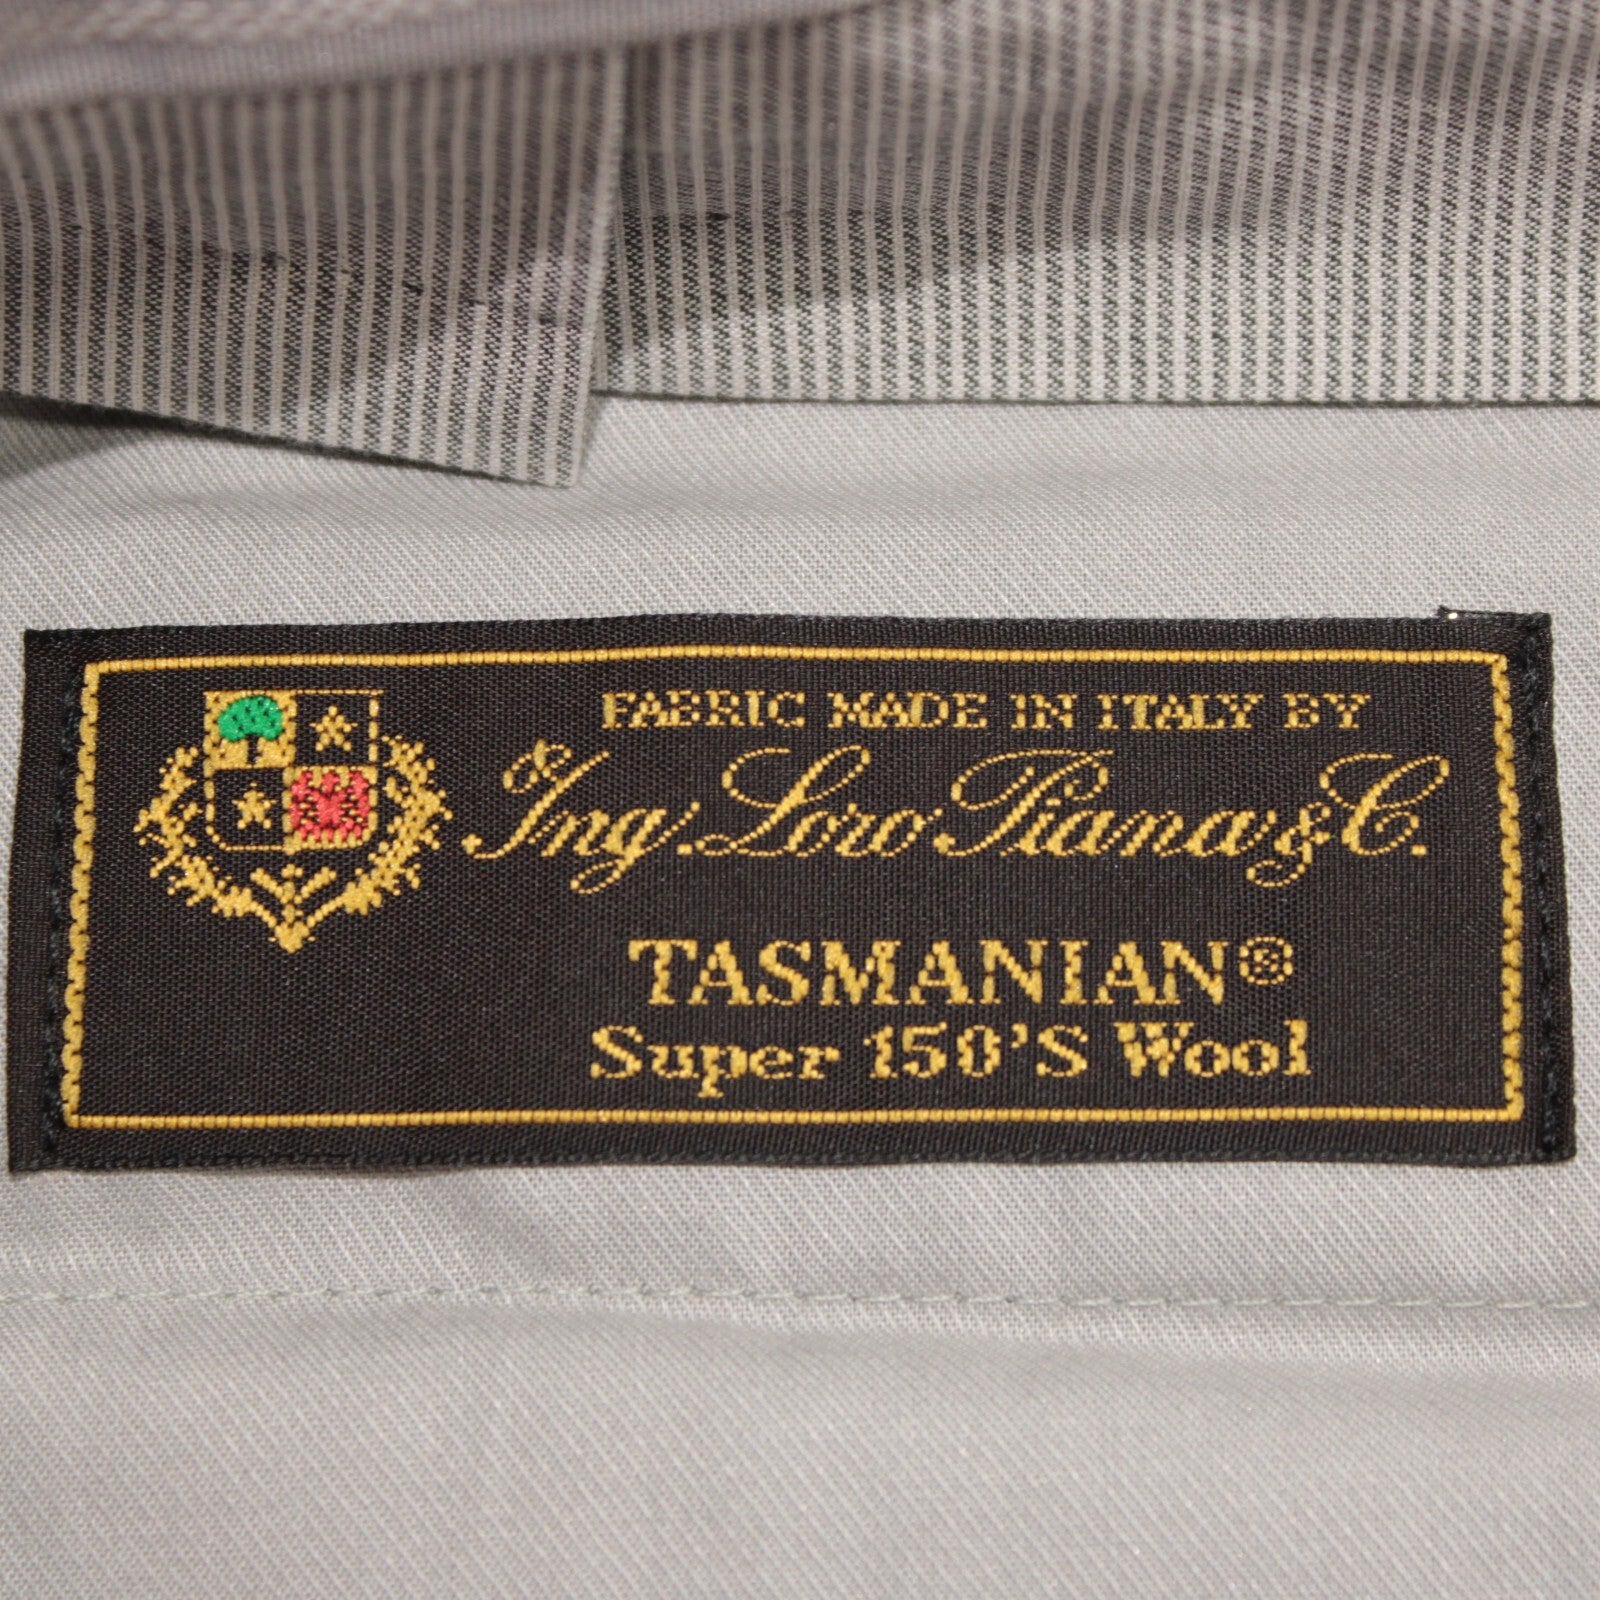 FABRIC MADE IN ITALY BY
Ing. Loro Piana & C.
TASMANIAN®
Super 150'S Wool